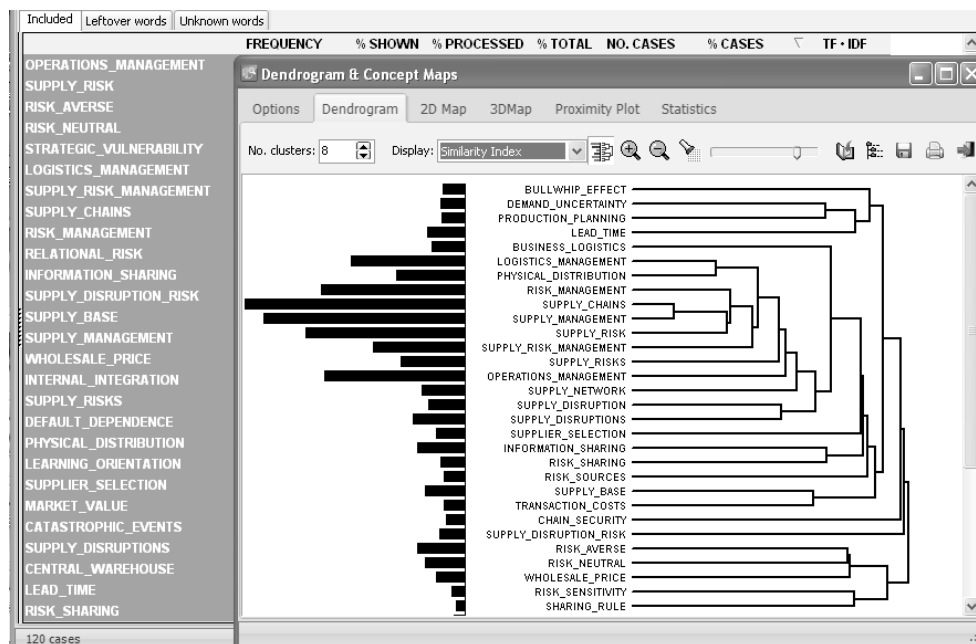 Included Leftover words Unknown words
FREQUENCY % SHOWN % PROCESSED % TOTAL NO. CASES % CASES TF • IDF
OPERATIONS_MANAGEMENT
SUPPLY_RISK
RISK_AVERSE
RISK_NEUTRAL
STRATEGIC_VULNERABILITY
LOGISTICS_MANAGEMENT
SUPPLY_RISK_MANAGEMENT
SUPPLY_CHAINS
RISK_MANAGEMENT
RELATIONAL_RISK
INFORMATION_SHARING
SUPPLY_DISRUPTION_RISK
SUPPLY_BASE
SUPPLY_MANAGEMENT
WHOLESALE_PRICE
INTERNAL_INTEGRATION
SUPPLY_RISKS
DEFAULT_DEPENDENCE
PHYSICAL_DISTRIBUTION
LEARNING_ORIENTATION
SUPPLIER_SELECTION
MARKET_VALUE
CATASTROPHIC_EVENTS
SUPPLY_DISRUPTIONS
CENTRAL_WAREHOUSE
LEAD_TIME
RISK_SHARING
120 cases
Dendrogram & Concept Maps
Options Dendrogram 2D Map 3DMap Proximity Plot Statistics
No. clusters: 8 Display: Similarity Index
BULLWHIP_EFFECT
DEMAND_UNCERTAINTY
PRODUCTION_PLANNING
LEAD_TIME
BUSINESS_LOGISTICS
LOGISTICS_MANAGEMENT
PHYSICAL_DISTRIBUTION
RISK_MANAGEMENT
SUPPLY_CHAINS
SUPPLY_MANAGEMENT
SUPPLY_RISK
SUPPLY_RISK_MANAGEMENT
SUPPLY_RISKS
OPERATIONS_MANAGEMENT
SUPPLY_NETWORK
SUPPLY_DISRUPTION
SUPPLY_DISRUPTIONS
SUPPLIER_SELECTION
INFORMATION_SHARING
RISK_SHARING
RISK_SOURCES
SUPPLY_BASE
TRANSACTION_COSTS
CHAIN_SECURITY
SUPPLY_DISRUPTION_RISK
RISK_AVERSE
RISK_NEUTRAL
WHOLESALE_PRICE
RISK_SENSITIVITY
SHARING_RULE